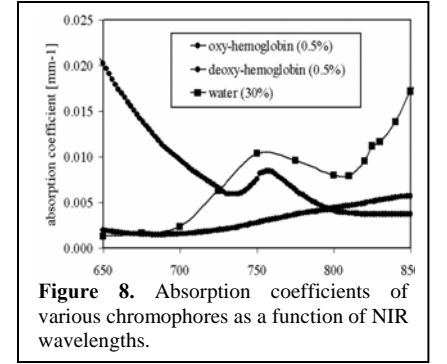 0.025
0.020
0.015
0.010
0.005
0.000
absorption coefficient [mm-1]
oxy-hemoglobin (0.5%)
deoxy-hemoglobin (0.5%)
water (30%)
650 700 750 800 850
Figure 8. Absorption coefficients of
various chromophores as a function of NIR
wavelengths.